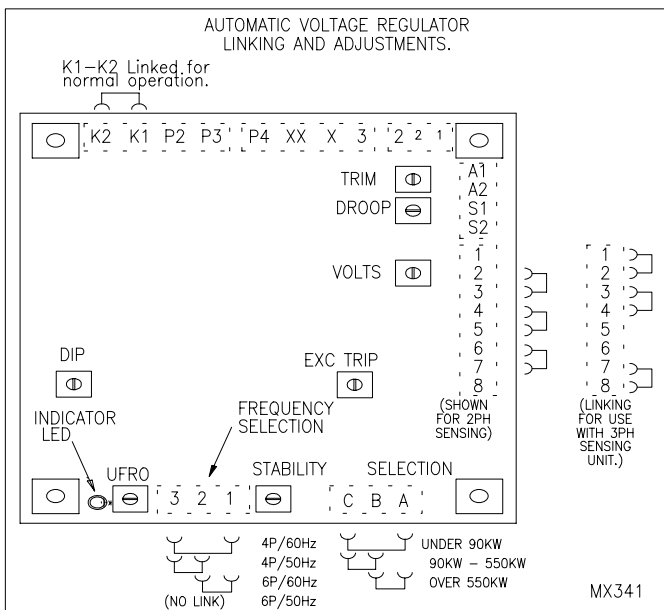 AUTOMATIC VOLTAGE REGULATOR
LINKING AND ADJUSTMENTS.
K1-K2 Linked for
normal operation.
K2 K1 P2 P3 P4 XX X 3 2 2 1
A1
A2
S1
S2
TRIM
DROOP
VOLTS
1
2
3
4
5
6
7
8
1
2
3
4
5
6
7
8
(SHOWN
FOR 2PH
SENSING)
(LINKING
FOR USE
WITH 3PH
SENSING
UNIT.)
DIP
EXC TRIP
INDICATOR
LED
FREQUENCY
SELECTION
UFRO
STABILITY
SELECTION
3 2 1
C B A
4P/60Hz
4P/50Hz
6P/60Hz
(NO LINK) 6P/50Hz
UNDER 90KW
90KW - 550KW
OVER 550KW
MX341